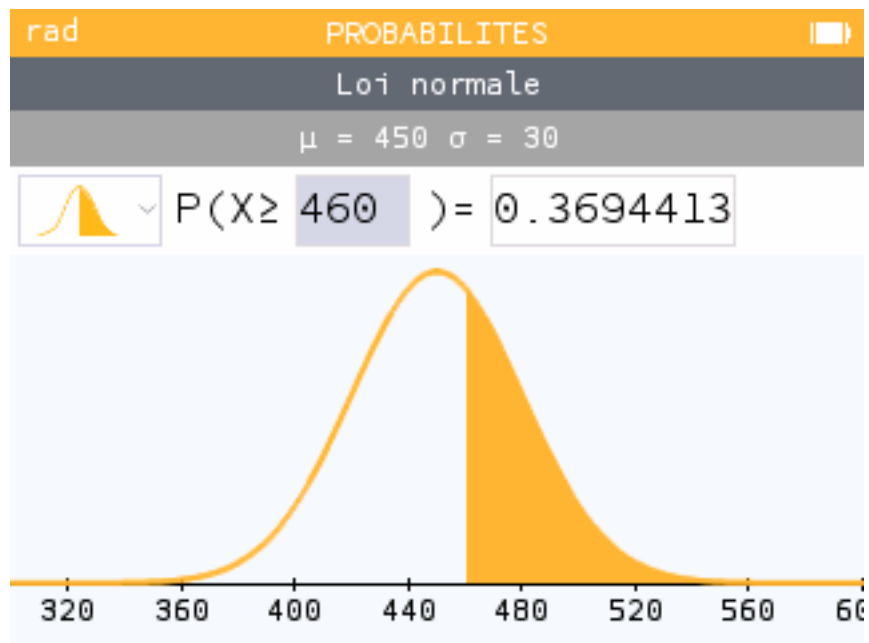 rad PROBABILITES
Loi normale
μ = 450 σ = 30
P(X≥ 460 )= 0.3694413
320 360 400 440 480 520 560